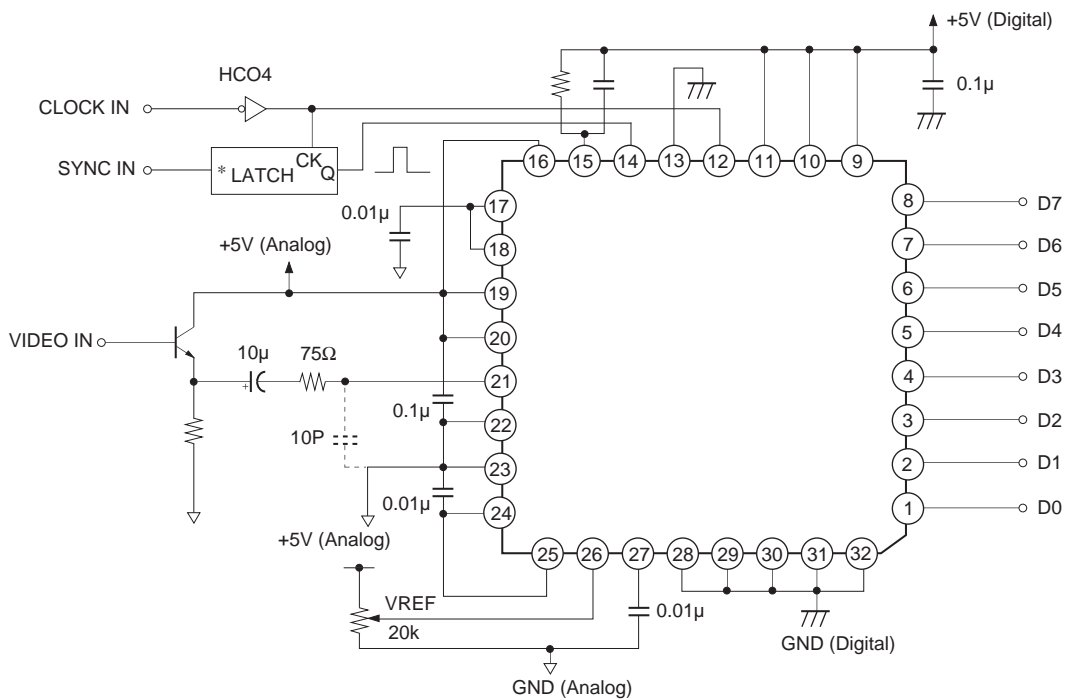 +5V (Digital)
HCO4
CLOCK IN
0.1µ
SYNC IN
* LATCH
CK
Q
16
15
14
13
12
11
10
9
17
18
19
20
21
22
23
24
8
7
6
5
4
3
2
1
D7
D6
D5
D4
D3
D2
D1
D0
0.01µ
+5V (Analog)
VIDEO IN
10µ
+
75Ω
10P
0.1µ
0.01µ
+5V (Analog)
25
26
27
28
29
30
31
32
VREF
20k
0.01µ
GND (Digital)
GND (Analog)